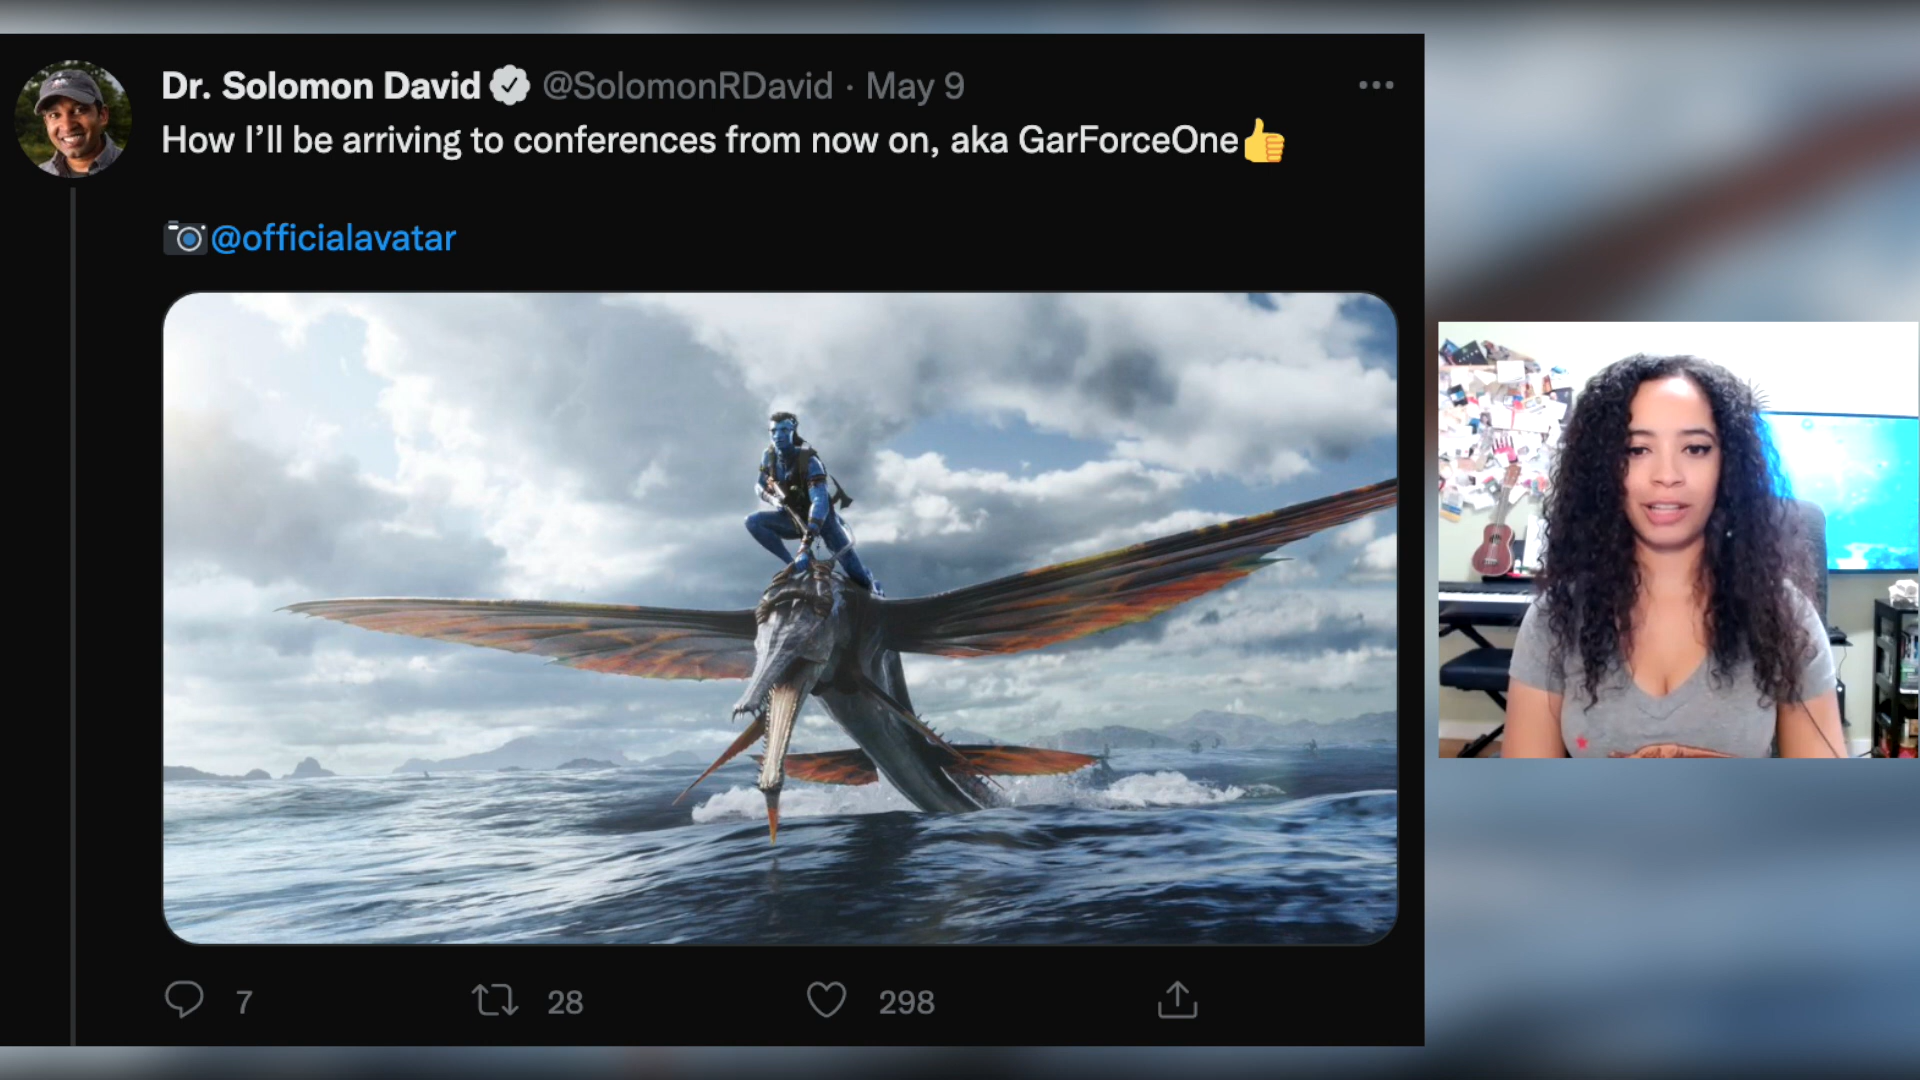 Dr. Solomon David @SolomonRDavid · May 9
How I’ll be arriving to conferences from now on, aka GarForceOne👍
📷@officialavatar
7 28 298